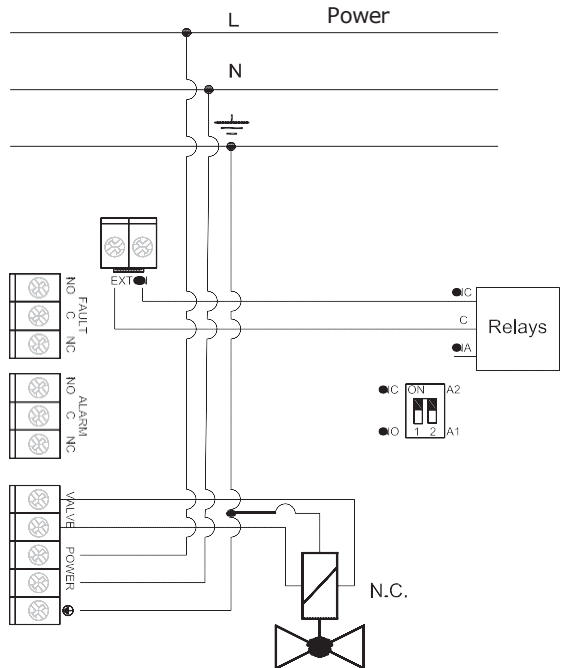 L Power
N
EXT
NO FAULT
C
NC
IC
C
IA
Relays
NO ALARM
C
NC
IC ON A2
IO 1 2 A1
VALVE
POWER
N.C.